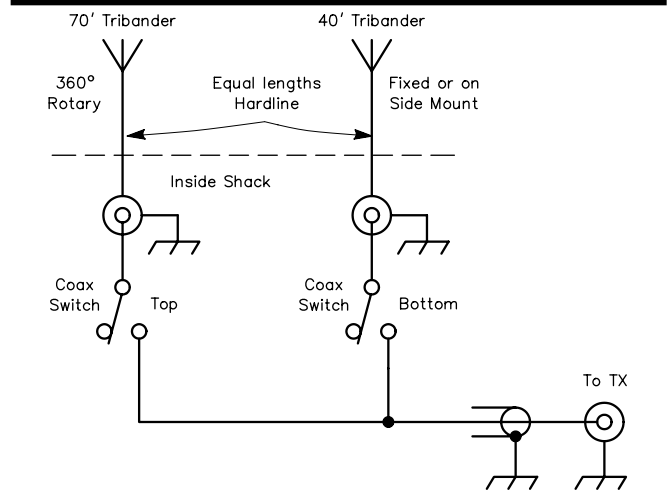 70′ Tribander
40′ Tribander
360°
Rotary
Equal lengths
Hardline
Fixed or on
Side Mount
Inside Shack
Coax
Switch
Top
Coax
Switch
Bottom
To TX